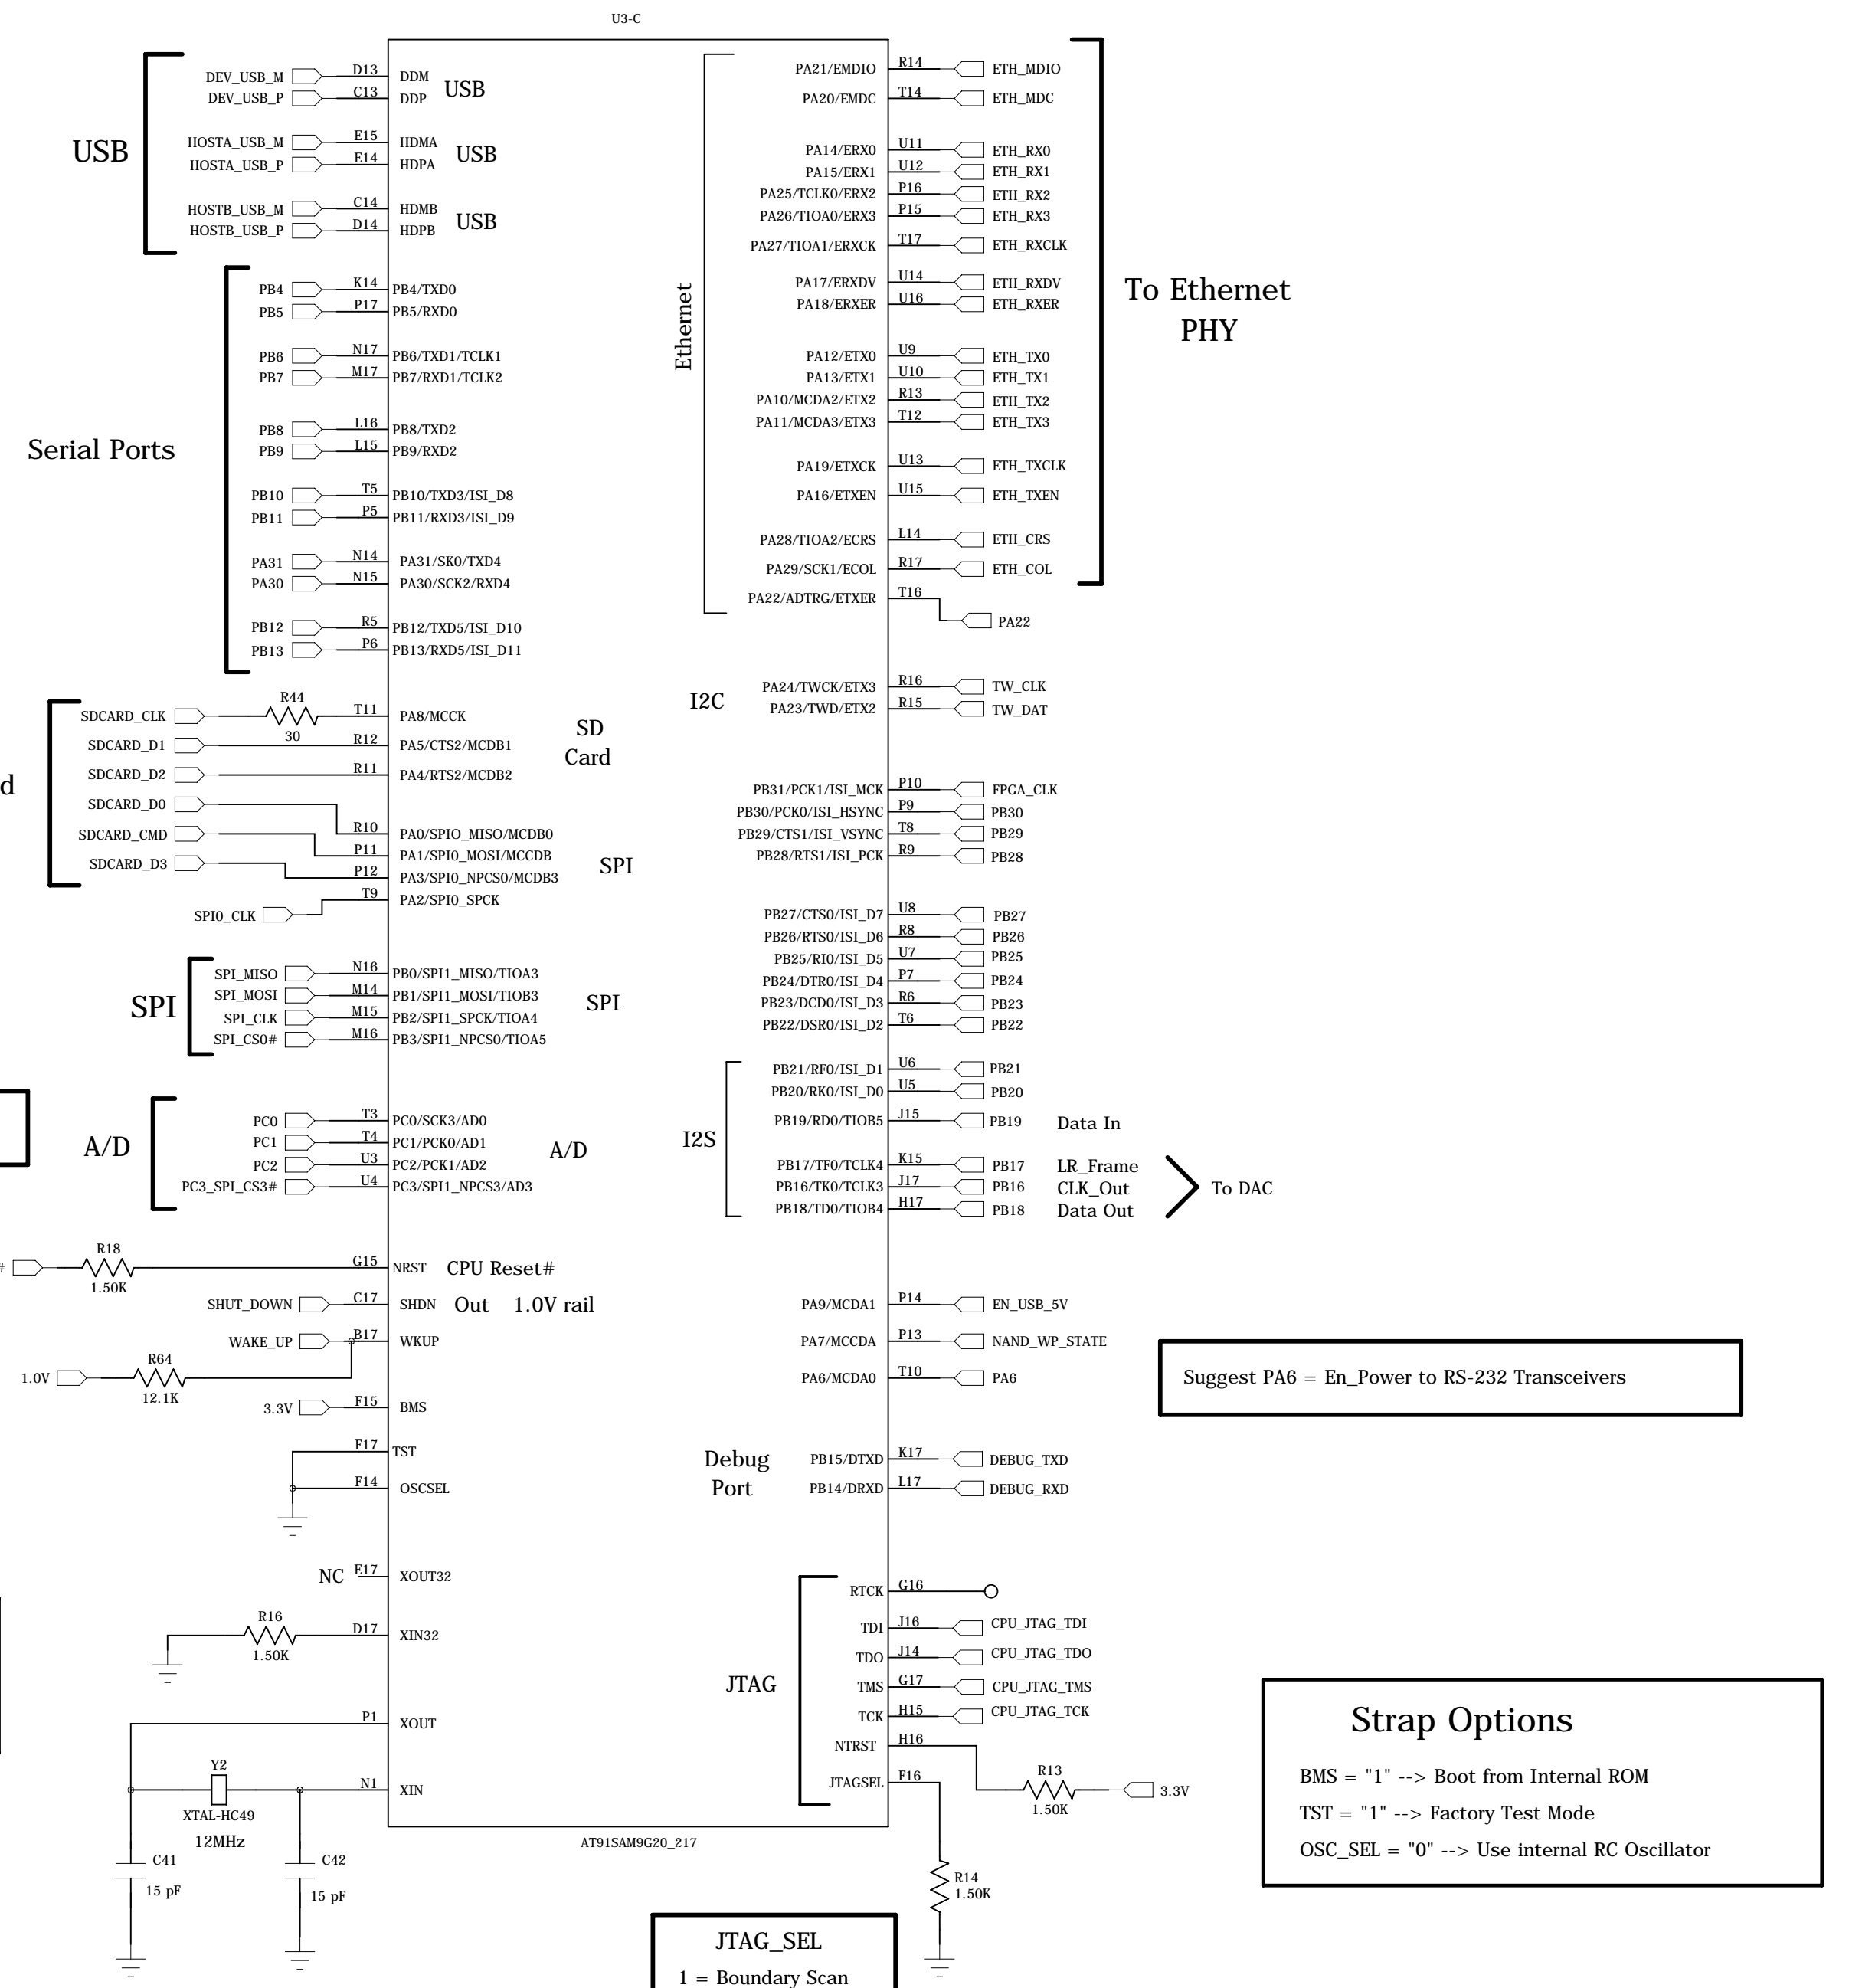 U3-C
USB
DEV_USB_M D13 DDM
DEV_USB_P C13 DDP
USB
HOSTA_USB_M E15 HDMA
HOSTA_USB_P E14 HDPA
USB
HOSTB_USB_M C14 HDMB
HOSTB_USB_P D14 HDPB
USB
Serial Ports
PB4 K14 PB4/TXD0
PB5 P17 PB5/RXD0
PB6 N17 PB6/TXD1/TCLK1
PB7 M17 PB7/RXD1/TCLK2
PB8 L16 PB8/TXD2
PB9 L15 PB9/RXD2
PB10 T5 PB10/TXD3/ISI_D8
PB11 P5 PB11/RXD3/ISI_D9
PA31 N14 PA31/SK0/TXD4
PA30 N15 PA30/SCK2/RXD4
PB12 R5 PB12/TXD5/ISI_D10
PB13 P6 PB13/RXD5/ISI_D11
d
SDCARD_CLK R44 30 T11 PA8/MCCK
SDCARD_D1 R12 PA5/CTS2/MCDB1
SDCARD_D2 R11 PA4/RTS2/MCDB2
SD
Card
SDCARD_D0 R10 PA0/SPIO_MISO/MCDB0
SDCARD_CMD P11 PA1/SPI0_MOSI/MCCDB
SDCARD_D3 P12 PA3/SPI0_NPCS0/MCDB3
SPI0_CLK T9 PA2/SPI0_SPCK
SPI
SPI
SPI_MISO N16 PB0/SPI1_MISO/TIOA3
SPI_MOSI M14 PB1/SPI1_MOSI/TIOB3
SPI_CLK M15 PB2/SPI1_SPCK/TIOA4
SPI_CS0# M16 PB3/SPI1_NPCS0/TIOA5
SPI
A/D
PC0 T3 PC0/SCK3/AD0
PC1 T4 PC1/PCK0/AD1
PC2 U3 PC2/PCK1/AD2
PC3_SPI_CS3# U4 PC3/SPI1_NPCS3/AD3
A/D
# R18 1.50K G15 NRST CPU Reset#
SHUT_DOWN C17 SHDN Out 1.0V rail
WAKE_UP B17 WKUP
1.0V R64 12.1K
3.3V F15 BMS
F17 TST
F14 OSCSEL
NC E17 XOUT32
R16 1.50K D17 XIN32
P1 XOUT
Y2
XTAL-HC49
12MHz
N1 XIN
C41
15 pF
C42
15 pF
AT91SAM9G20_217
Ethernet
PA21/EMDIO R14 ETH_MDIO
PA20/EMDC T14 ETH_MDC
PA14/ERX0 U11 ETH_RX0
PA15/ERX1 U12 ETH_RX1
PA25/TCLK0/ERX2 P16 ETH_RX2
PA26/TIOA0/ERX3 P15 ETH_RX3
PA27/TIOA1/ERXCK T17 ETH_RXCLK
PA17/ERXDV U14 ETH_RXDV
PA18/ERXER U16 ETH_RXER
PA12/ETX0 U9 ETH_TX0
PA13/ETX1 U10 ETH_TX1
PA10/MCDA2/ETX2 R13 ETH_TX2
PA11/MCDA3/ETX3 T12 ETH_TX3
PA19/ETXCK U13 ETH_TXCLK
PA16/ETXEN U15 ETH_TXEN
PA28/TIOA2/ECRS L14 ETH_CRS
PA29/SCK1/ECOL R17 ETH_COL
PA22/ADTRG/ETXER T16 PA22
To Ethernet
PHY
I2C
PA24/TWCK/ETX3 R16 TW_CLK
PA23/TWD/ETX2 R15 TW_DAT
PB31/PCK1/ISI_MCK P10 FPGA_CLK
PB30/PCK0/ISI_HSYNC P9 PB30
PB29/CTS1/ISI_VSYNC T8 PB29
PB28/RTS1/ISI_PCK R9 PB28
PB27/CTS0/ISI_D7 U8 PB27
PB26/RTS0/ISI_D6 R8 PB26
PB25/RI0/ISI_D5 U7 PB25
PB24/DTR0/ISI_D4 P7 PB24
PB23/DCD0/ISI_D3 R6 PB23
PB22/DSR0/ISI_D2 T6 PB22
I2S
PB21/RF0/ISI_D1 U6 PB21
PB20/RK0/ISI_D0 U5 PB20
PB19/RD0/TIOB5 J15 PB19 Data In
PB17/TF0/TCLK4 K15 PB17 LR_Frame
PB16/TK0/TCLK3 J17 PB16 CLK_Out
PB18/TD0/TIOB4 H17 PB18 Data Out
To DAC
PA9/MCDA1 P14 EN_USB_5V
PA7/MCCDA P13 NAND_WP_STATE
PA6/MCDA0 T10 PA6
Suggest PA6 = En_Power to RS-232 Transceivers
Debug
Port
PB15/DTXD K17 DEBUG_TXD
PB14/DRXD L17 DEBUG_RXD
JTAG
RTCK G16
TDI J16 CPU_JTAG_TDI
TDO J14 CPU_JTAG_TDO
TMS G17 CPU_JTAG_TMS
TCK H15 CPU_JTAG_TCK
NTRST H16 R13 1.50K 3.3V
JTAGSEL F16
R14
1.50K
Strap Options
BMS = "1" --> Boot from Internal ROM
TST = "1" --> Factory Test Mode
OSC_SEL = "0" --> Use internal RC Oscillator
JTAG_SEL
1 = Boundary Scan